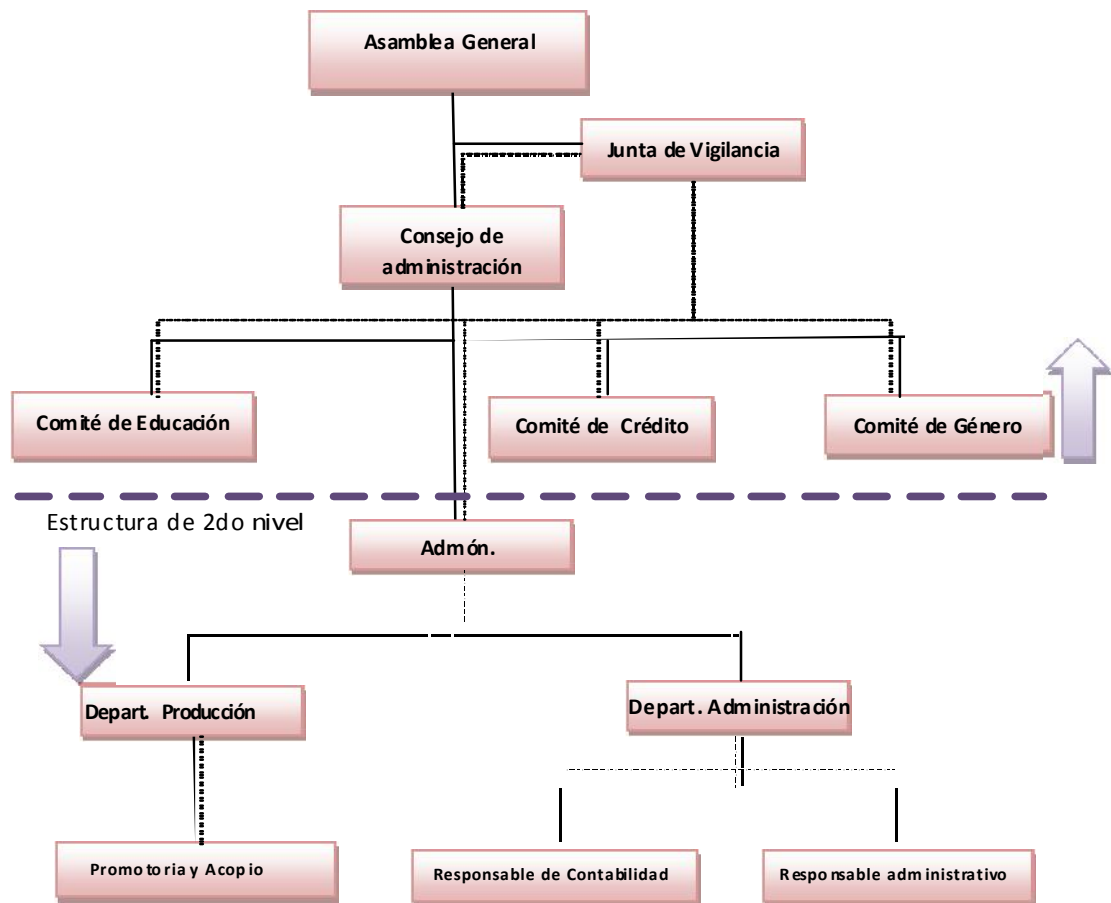 Asamblea General
Junta de Vigilancia
Consejo de
administración
Comité de Educación
Comité de Crédito
Comité de Género
Estructura de 2do nivel
Admón.
Depart. Producción
Depart. Administración
Promotoria y Acopio
Responsable de Contabilidad
Responsable administrativo